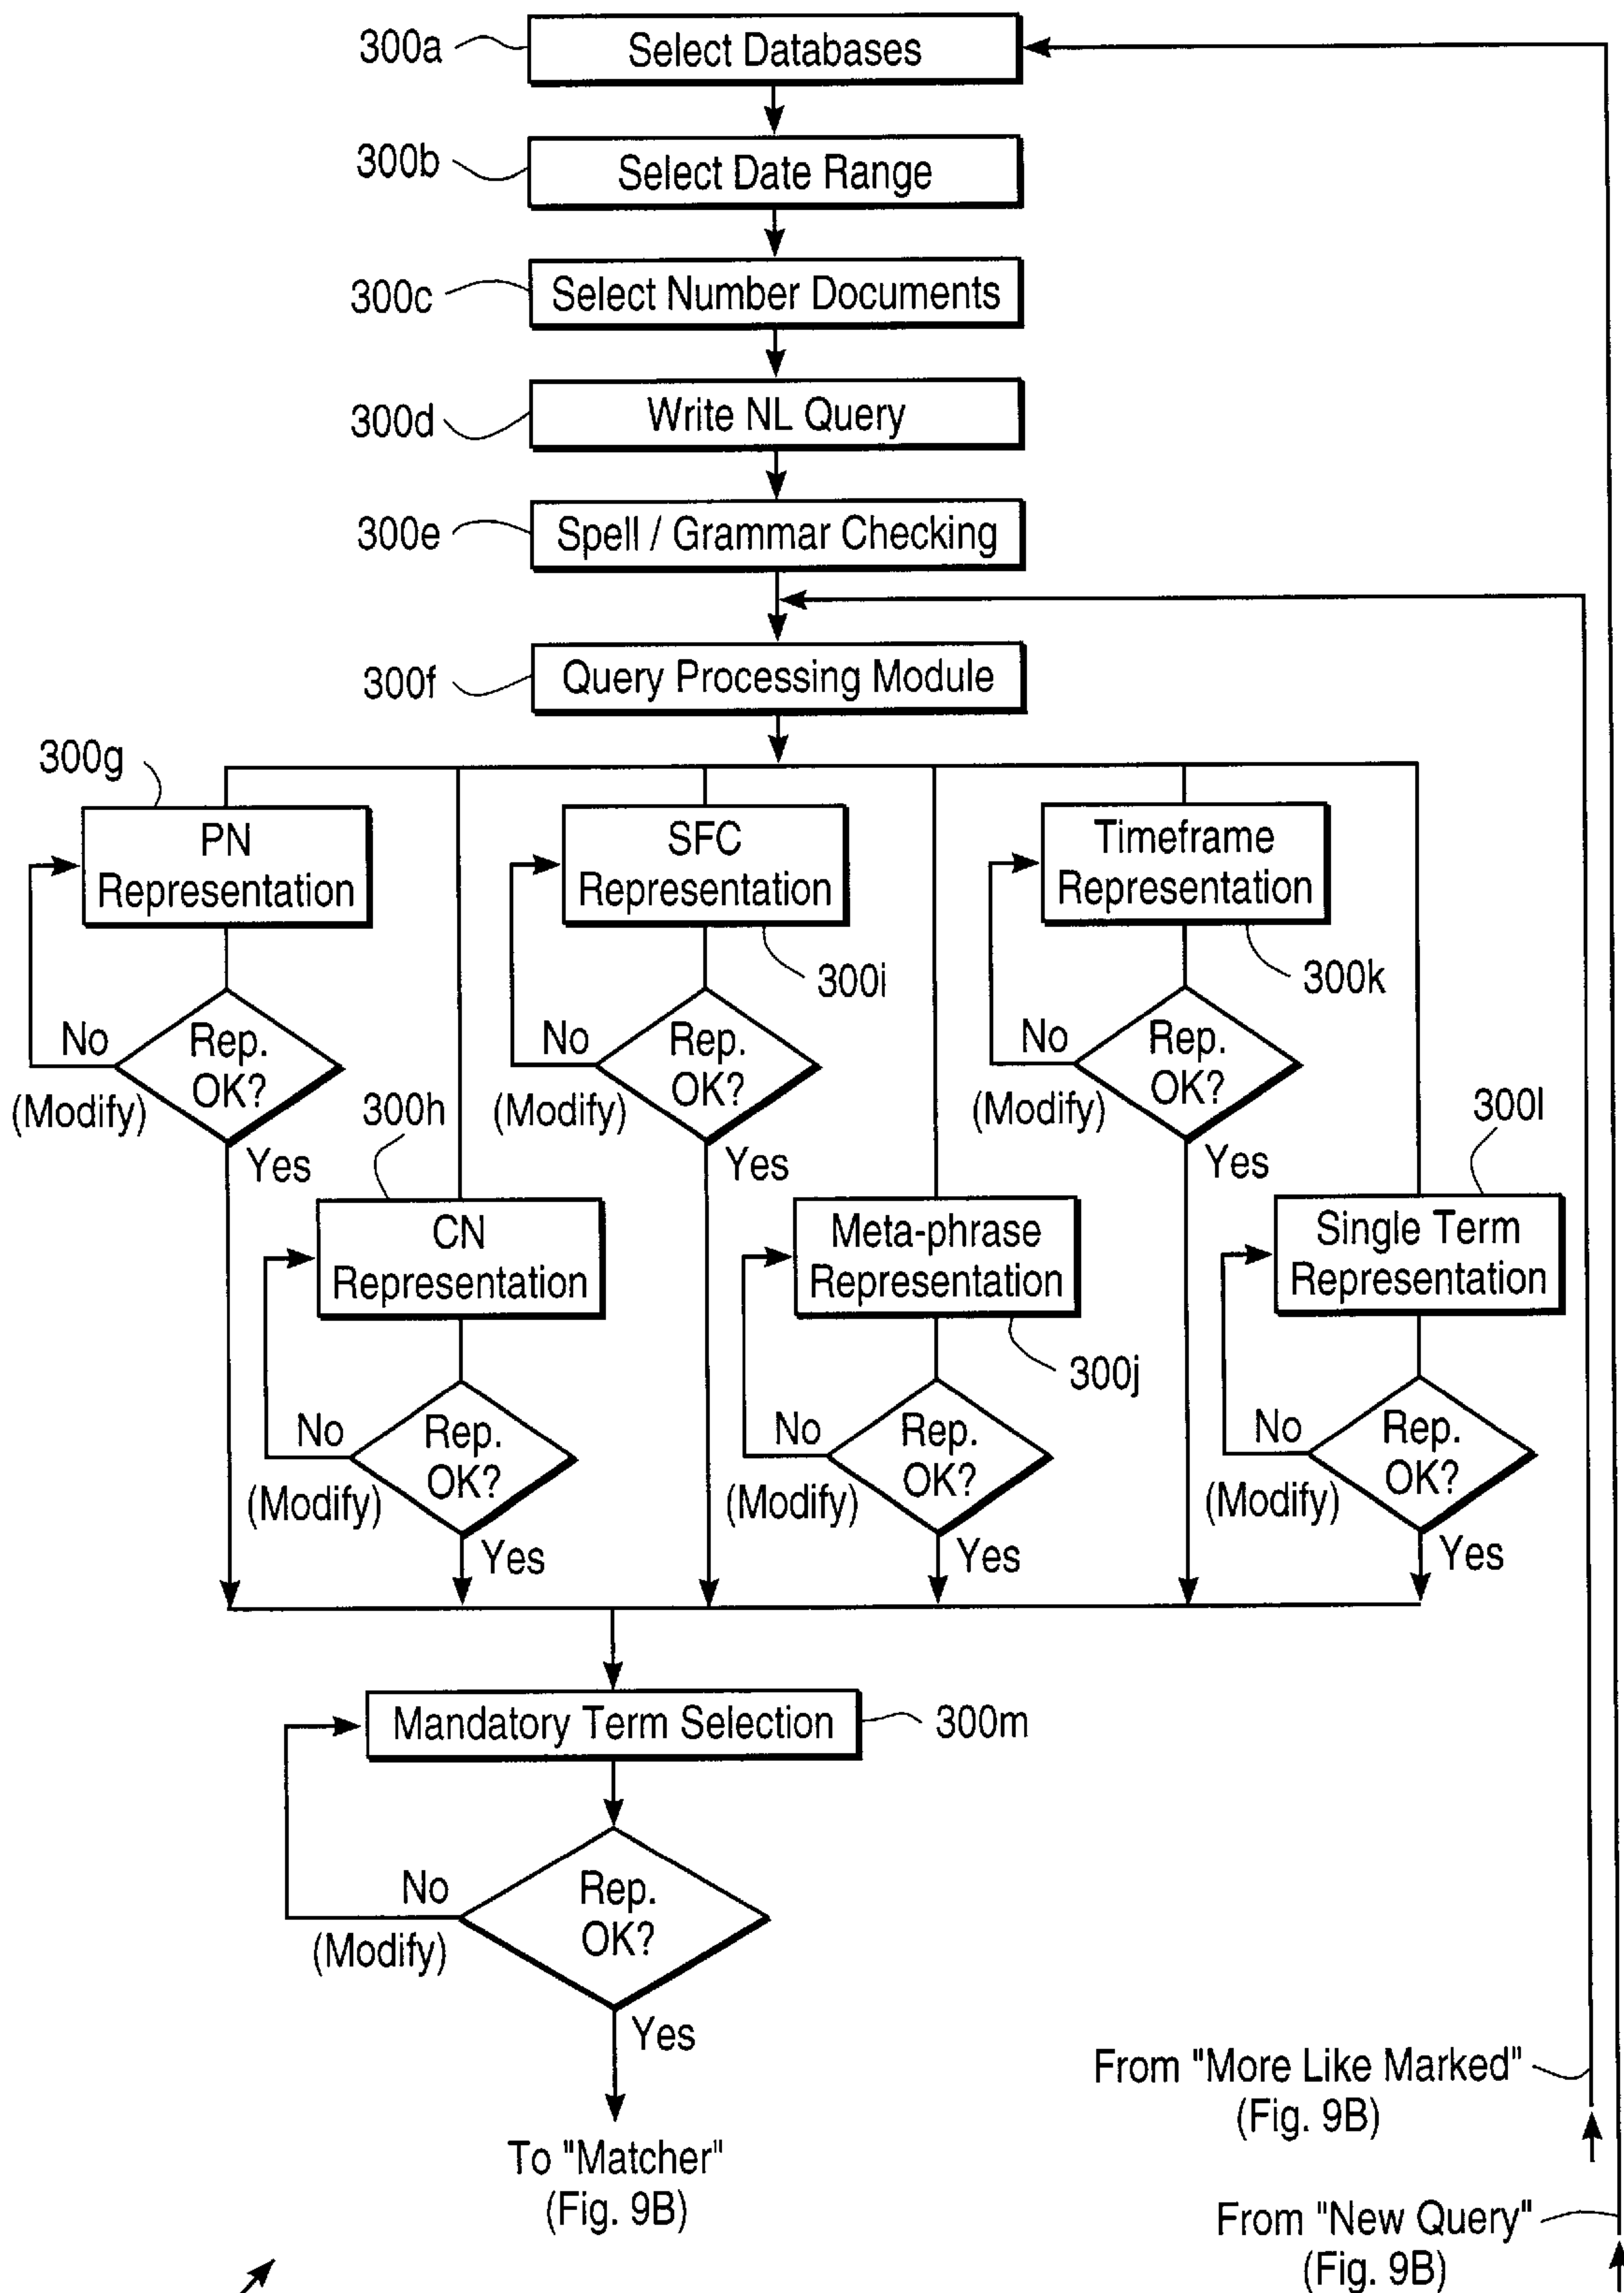 300a
Select Databases
300b
Select Date Range
300c
Select Number Documents
300d
Write NL Query
300e
Spell / Grammar Checking
300f
Query Processing Module
300g
PN
Representation
SFC
Representation
Timeframe
Representation
300i
300k
No
Rep.
OK?
(Modify)
Yes
No
Rep.
OK?
(Modify)
Yes
No
Rep.
OK?
(Modify)
Yes
300h
300l
CN
Representation
Meta-phrase
Representation
Single Term
Representation
300j
No
Rep.
OK?
(Modify)
Yes
No
Rep.
OK?
(Modify)
Yes
No
Rep.
OK?
(Modify)
Yes
Mandatory Term Selection
300m
No
Rep.
OK?
(Modify)
Yes
To "Matcher"
(Fig. 9B)
From "More Like Marked"
(Fig. 9B)
From "New Query"
(Fig. 9B)